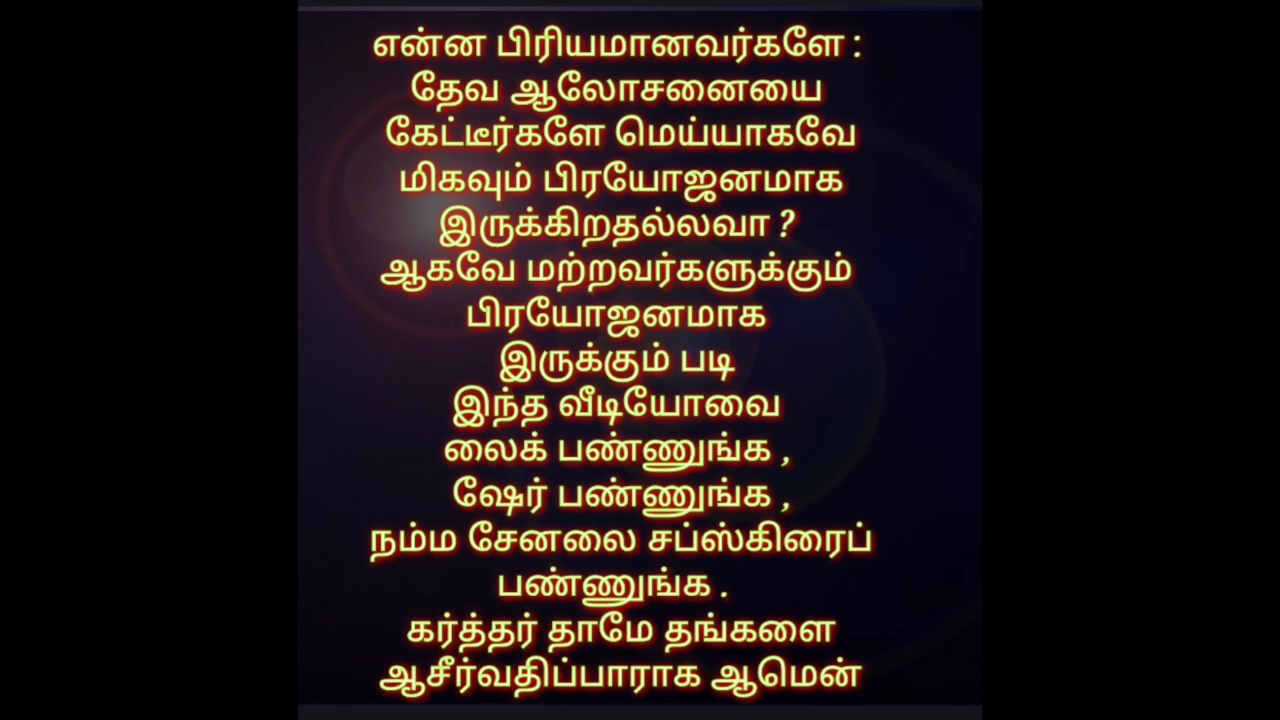 என்ன பிரியமானவர்களே :
தேவ ஆலோசனையை
கேட்டீர்களே மெய்யாகவே
மிகவும் பிரயோஜனமாக
இருக்கிறதல்லவா ?
ஆகவே மற்றவர்களுக்கும்
பிரயோஜனமாக
இருக்கும் படி
இந்த வீடியோவை
லைக் பண்ணுங்க ,
ஷேர் பண்ணுங்க ,
நம்ம சேனலை சப்ஸ்கிரைப்
பண்ணுங்க .
கர்த்தர் தாமே தங்களை
ஆசீர்வதிப்பாராக ஆமென்